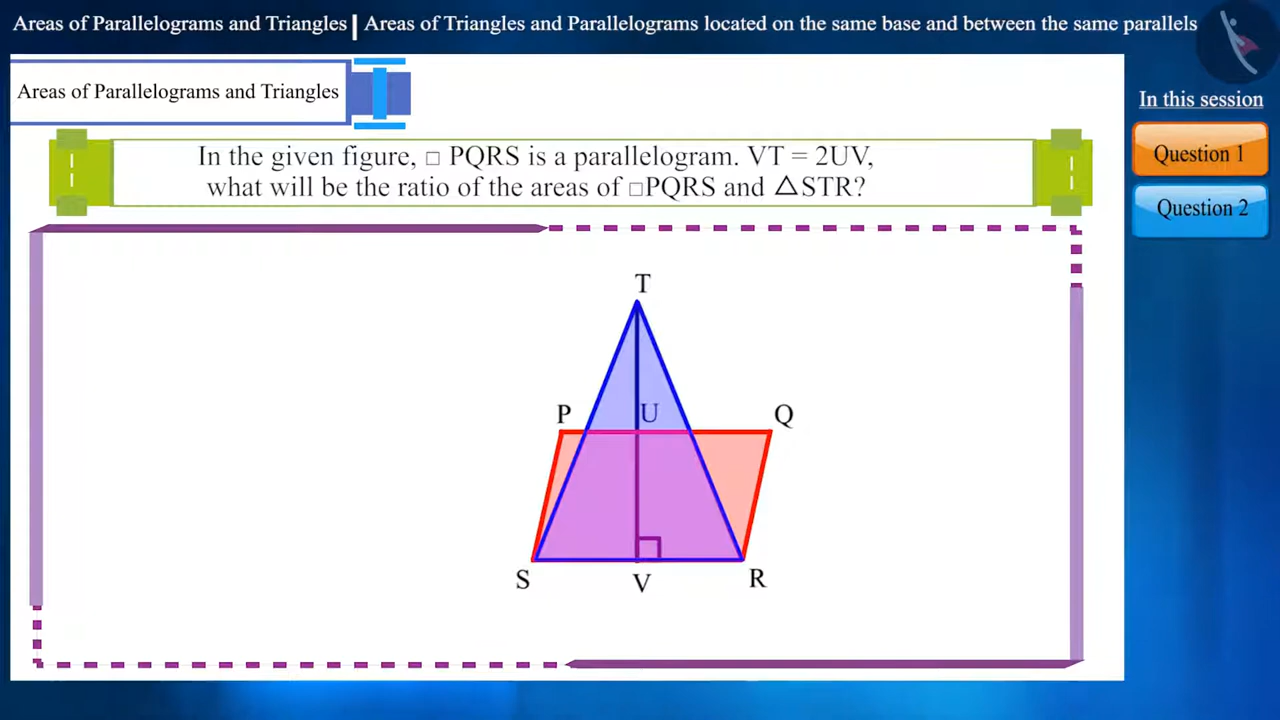 Areas of Parallelograms and Triangles | Areas of Triangles and Parallelograms located on the same base and between the same parallels
Areas of Parallelograms and Triangles
In this session
Question 1
Question 2
In the given figure, □ PQRS is a parallelogram. VT = 2UV,
what will be the ratio of the areas of □PQRS and △STR?
T
P U Q
S V R